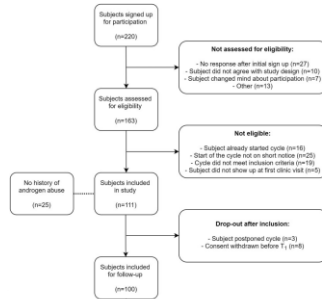 Subjects signed up for
participation
(n=220)
Not assessed for eligibility:
- No response after initial sign up (n=27)
- Subject did not agree with study design (n=10)
- Subject changed mind about participation (n=7)
- Other (n=13)
Subjects assessed
for eligibility
(n=163)
Not eligible:
- Subject already started cycle (n=16)
- Start of the cycle not on short notice (n=25)
- Cycle did not meet inclusion criteria (n=19)
- Subject did not show up at first clinic visit (n=5)
No history of
androgen abuse
(n=25)
Subjects included
in study
(n=111)
Drop-out after inclusion:
- Subject postponed cycle (n=3)
- Consent withdrawn before T₁ (n=8)
Subjects included for
follow-up
(n=100)